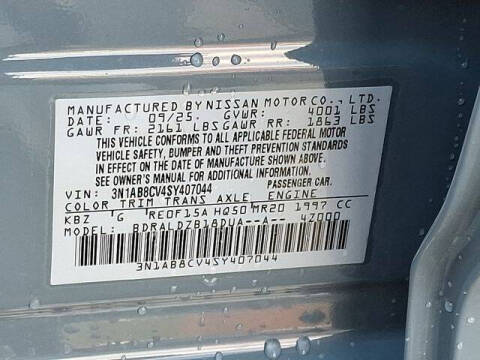 MANUFACTURED BY NISSAN MOTOR CO., LTD.
DATE: 09/25. GVWR: 4001 LBS
GAWR FR: 2161 LBS GAWR RR: 1863 LBS
THIS VEHICLE CONFORMS TO ALL APPLICABLE FEDERAL MOTOR
VEHICLE SAFETY, BUMPER AND THEFT PREVENTION STANDARDS
IN EFFECT ON THE DATE OF MANUFACTURE SHOWN ABOVE.
SEE OWNER'S MANUAL FOR ADDITIONAL INFORMATION
VIN: 3N1AB8CV4SY407044 PASSENGER CAR.
COLOR TRIM TRANS AXLE ENGINE
KBZ G RE0F15A HQ50 MR20 1997 CC
MODEL: BDRALDZB18DUA--A-- 4Z000
3N1AB8CV4SY407044